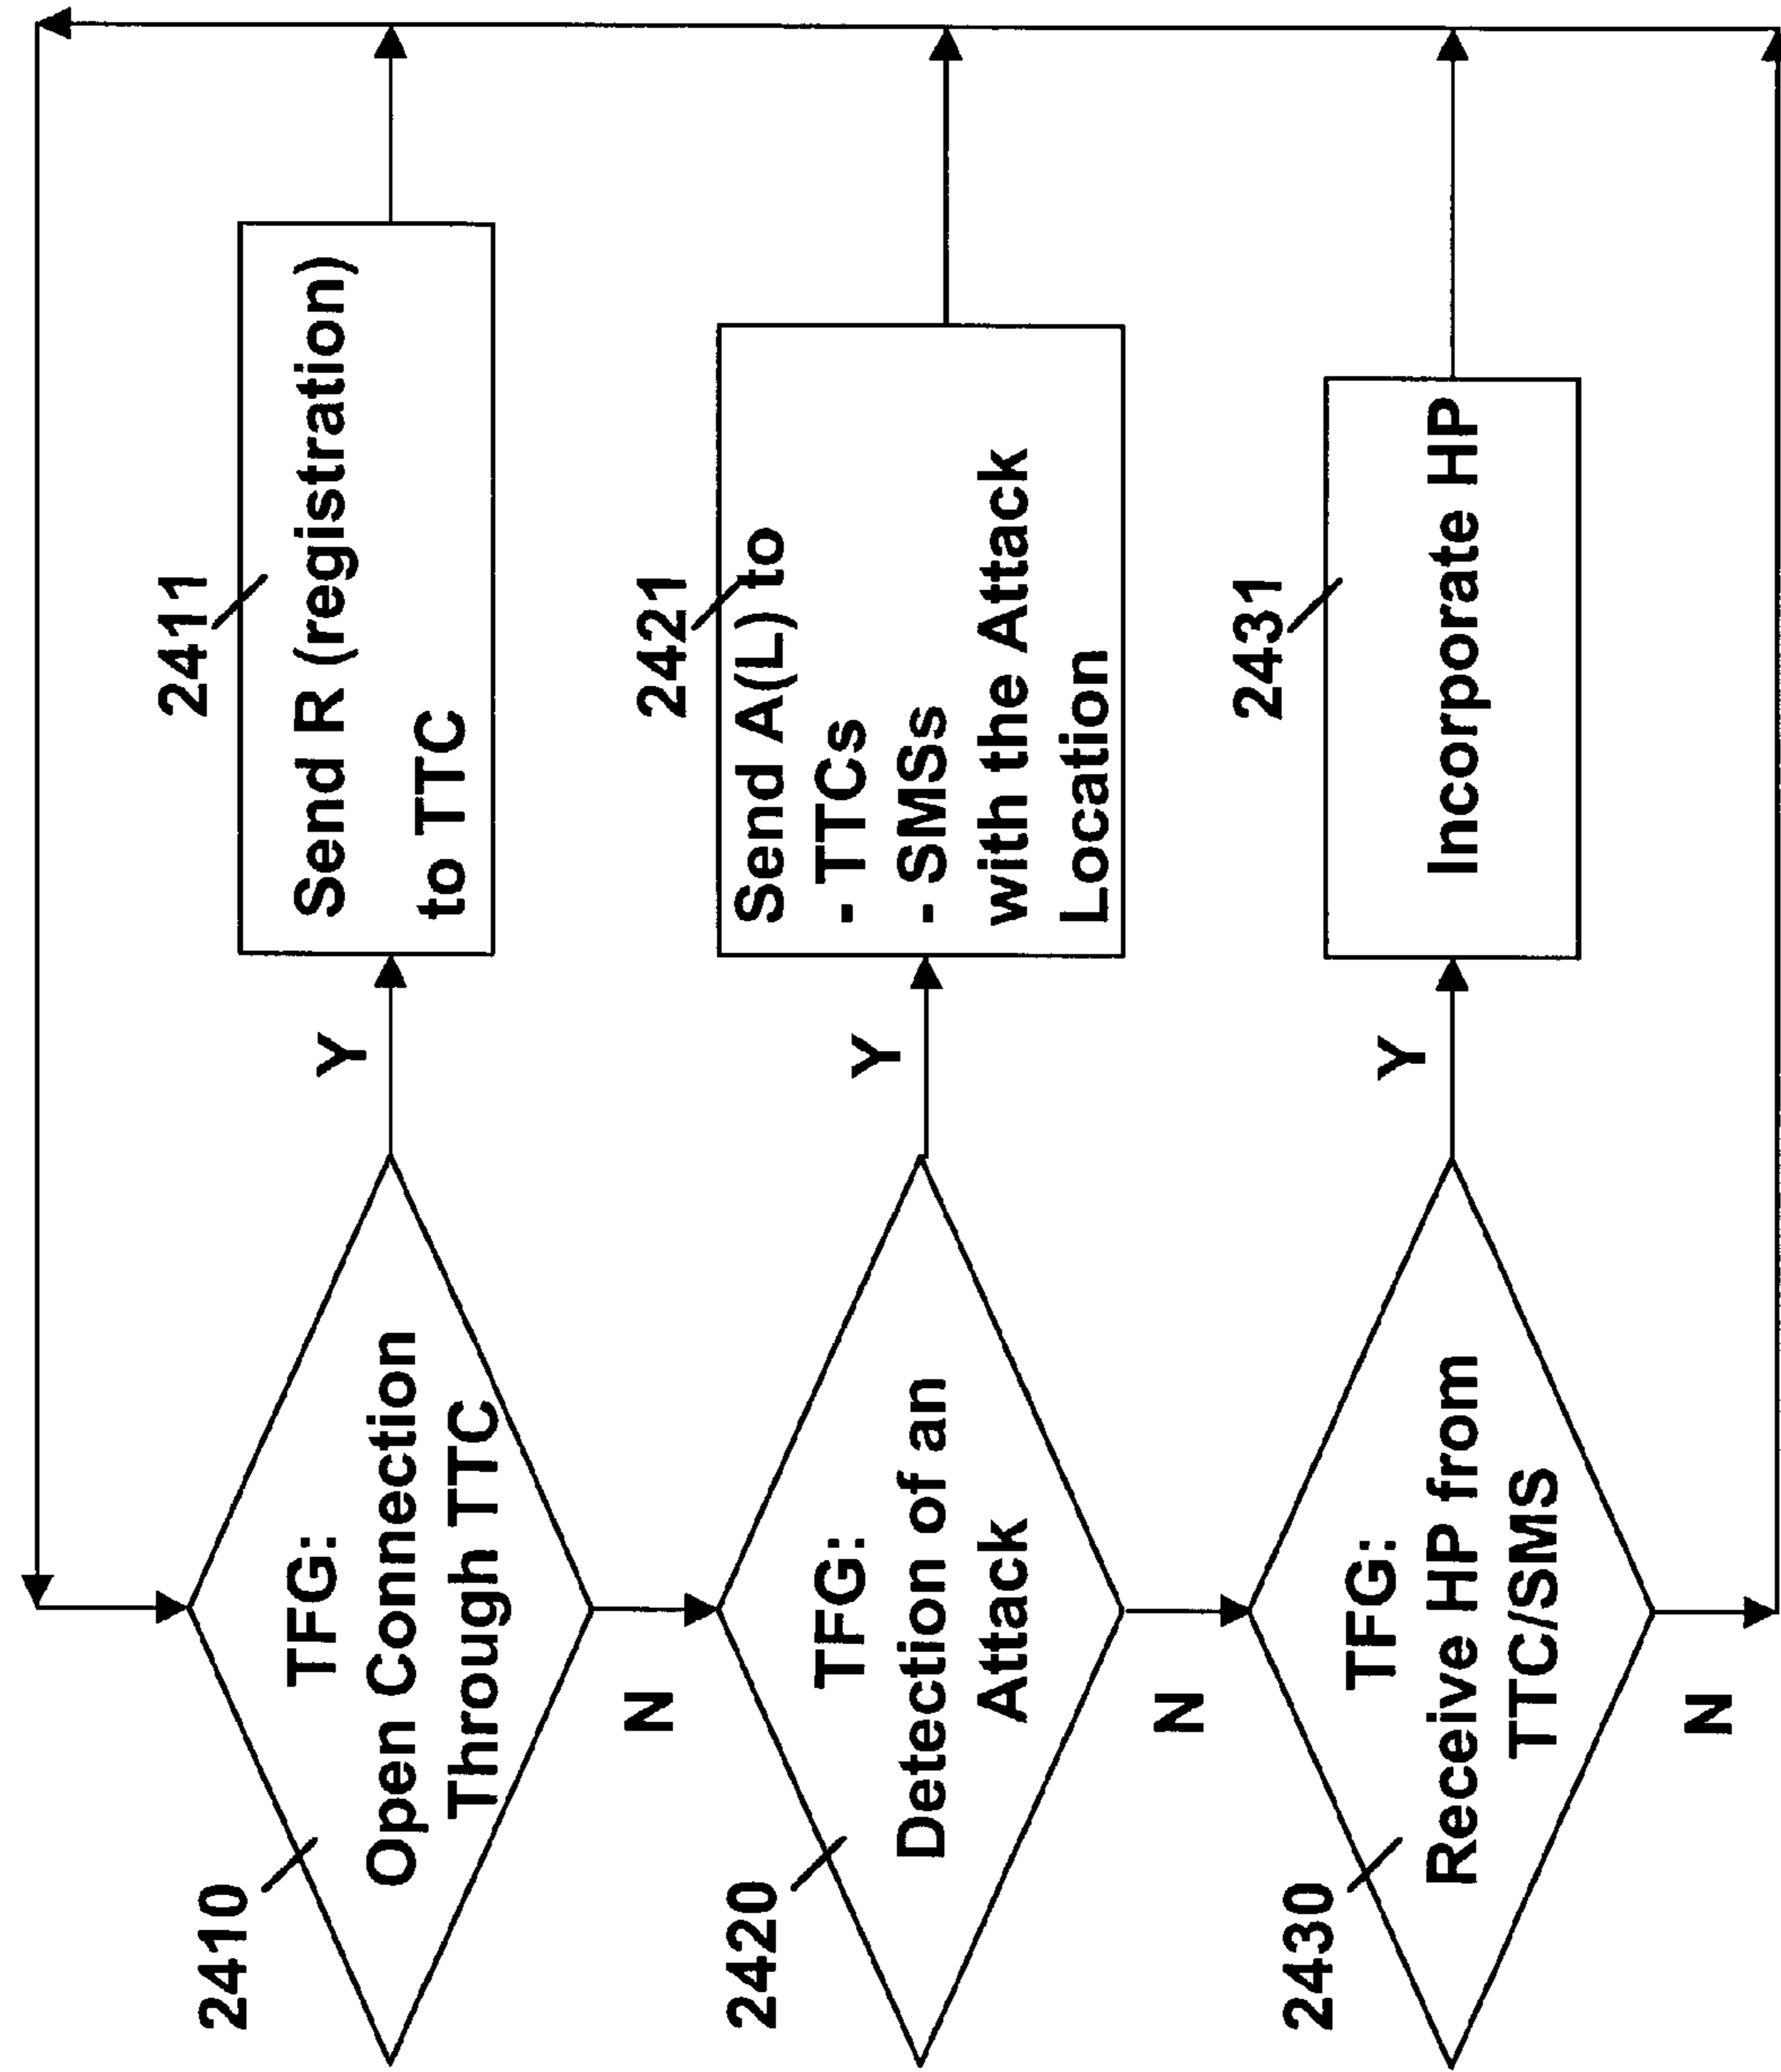 2410
TFG:
Open Connection
Through TTC
Y
2411
Send R (registration)
to TTC
N
2420
TFG:
Detection of an
Attack
Y
2421
Send A(L) to
- TTCs
- SMSs
with the Attack
Location
N
2430
TFG:
Receive HP from
TTC/SMS
Y
2431
Incorporate HP
N